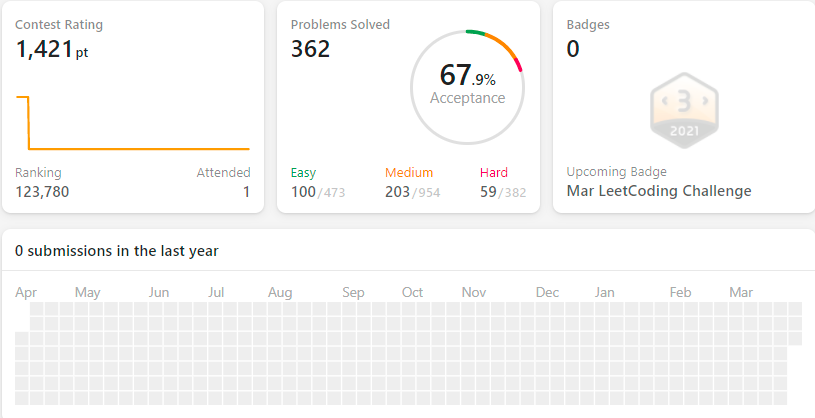 Contest Rating
1,421 pt
Ranking
123,780
Attended
1
Problems Solved
362
67.9%
Acceptance
Easy
100/473
Medium
203/954
Hard
59/382
Badges
0
3
2021
Upcoming Badge
Mar LeetCoding Challenge
0 submissions in the last year
Apr May Jun Jul Aug Sep Oct Nov Dec Jan Feb Mar